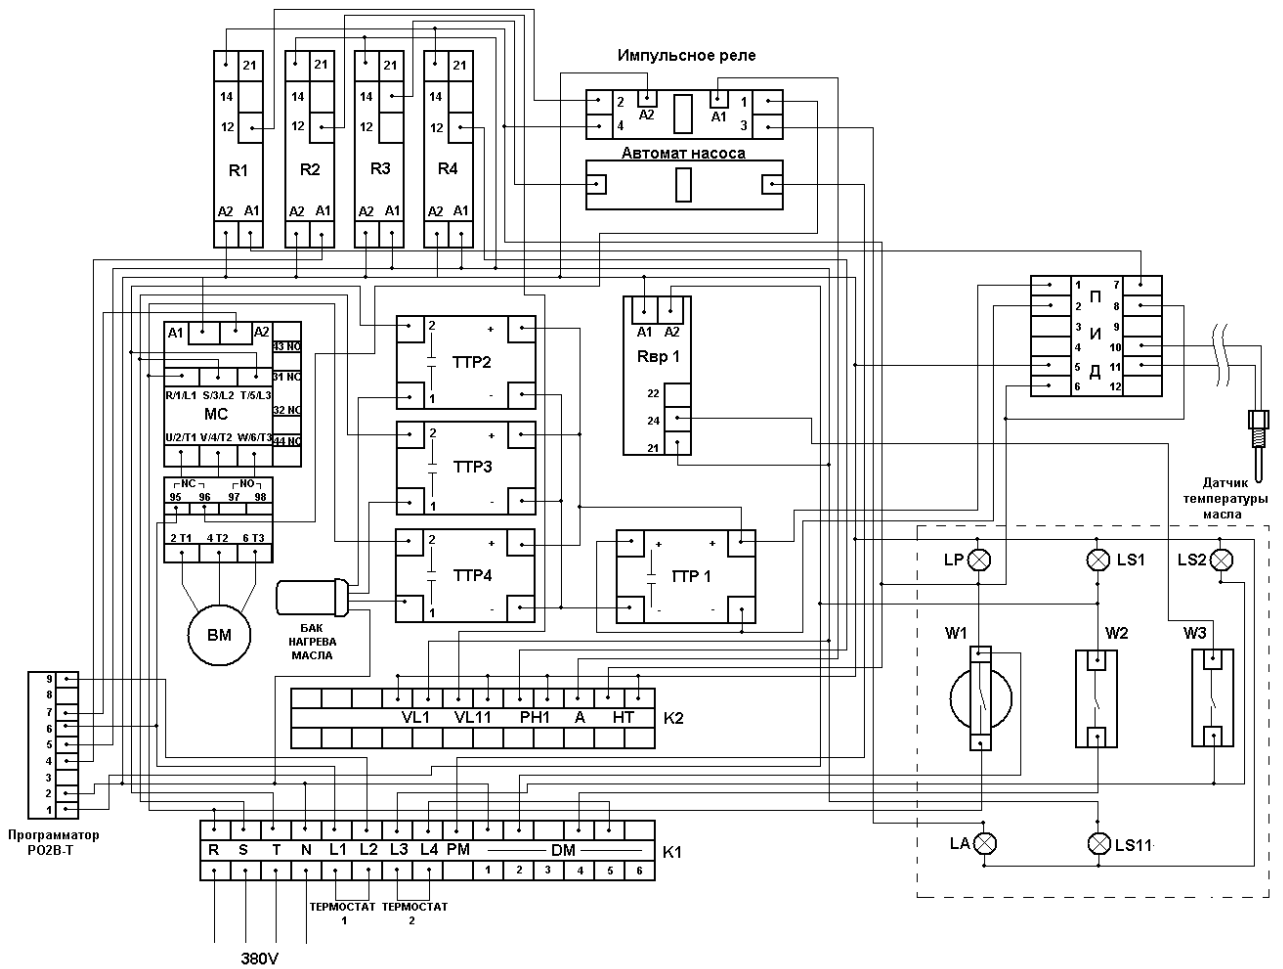 Импульсное реле
21 21 21 21
14 14 14 14
12 12 12 12
R1 R2 R3 R4
A2 A1 A2 A1 A2 A1 A2 A1
2 A2 A1 1
4 3
Автомат насоса
A1 A2
43 NO
31 NC
R/1/L1 S/3/L2 T/5/L3
МС
32 NC
U/2/T1 V/4/T2 W/6/T3
44 NO
NC NO
95 96 97 98
2 T1 4 T2 6 T3
ВМ
2 +
ТТР2
1 -
2 +
ТТР3
1 -
2 +
ТТР4
1 -
БАК
НАГРЕВА
МАСЛА
A1 A2
Rвр 1
22
24
21
+ +
ТТР 1
- -
1 7
П
2 8
3 9
И
4 10
5 11
Д
6 12
Датчик
температуры
масла
LP LS1 LS2
W1 W2 W3
LA LS11
9
8
7
6
5
4
3
2
1
Программатор
РО2В-Т
VL1 VL11 PH1 A HT
K2
R S T N L1 L2 L3 L4 PM DM
K1
1 2 3 4 5 6
ТЕРМОСТАТ
1
ТЕРМОСТАТ
2
380V